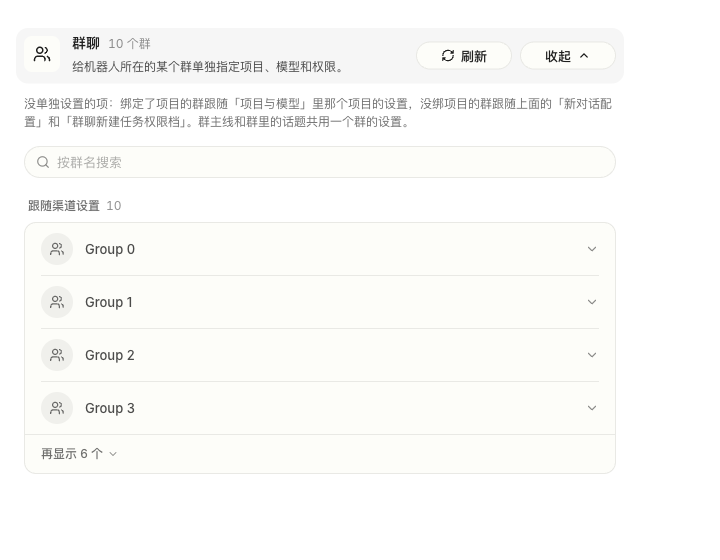 群聊 10 个群
给机器人所在的某个群单独指定项目、模型和权限。
刷新
收起
没单独设置的项：绑定了项目的群跟随「项目与模型」里那个项目的设置，没绑项目的群跟随上面的「新对话配
置」和「群聊新建任务权限档」。群主线和群里的话题共用一个群的设置。
按群名搜索
跟随渠道设置 10
Group 0
Group 1
Group 2
Group 3
再显示 6 个